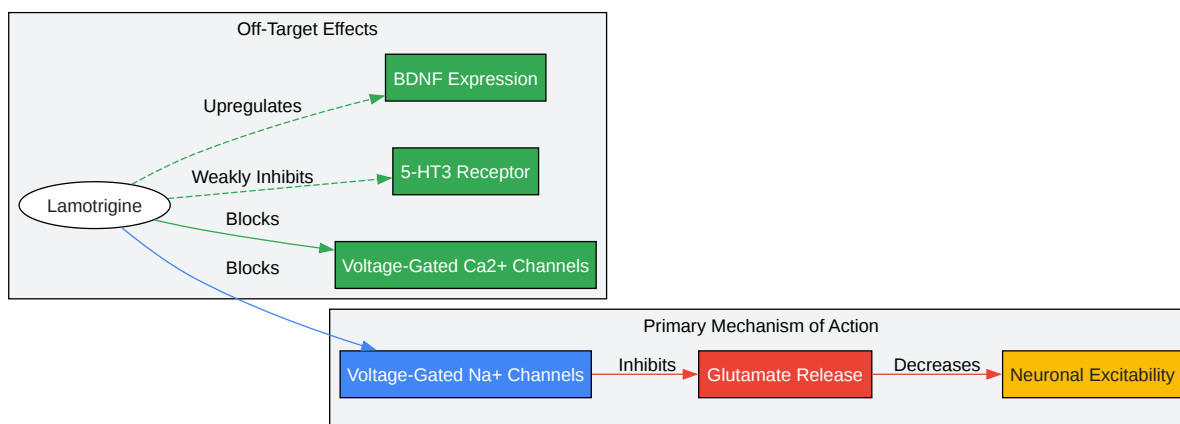 Off-Target Effects
BDNF Expression
Upregulates
5-HT3 Receptor
Weakly Inhibits
Lamotrigine
Blocks
Voltage-Gated Ca2+ Channels
Blocks
Primary Mechanism of Action
Voltage-Gated Na+ Channels
Inhibits
Glutamate Release
Decreases
Neuronal Excitability